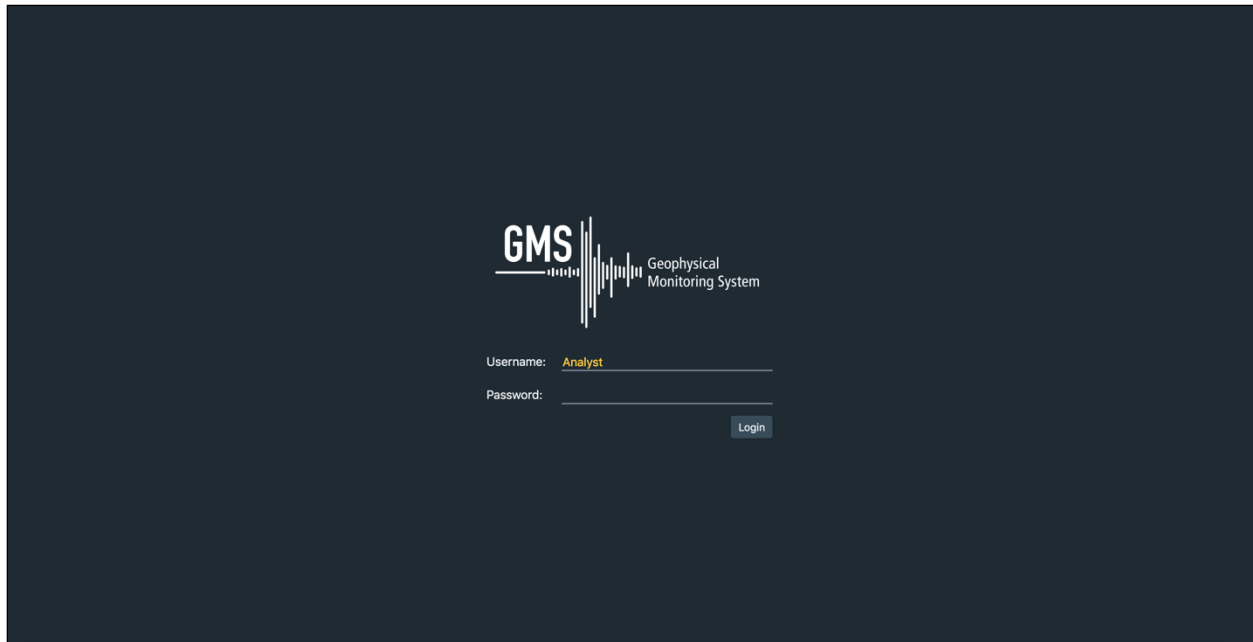 GMS
Geophysical
Monitoring System
Username: Analyst
Password:
Login